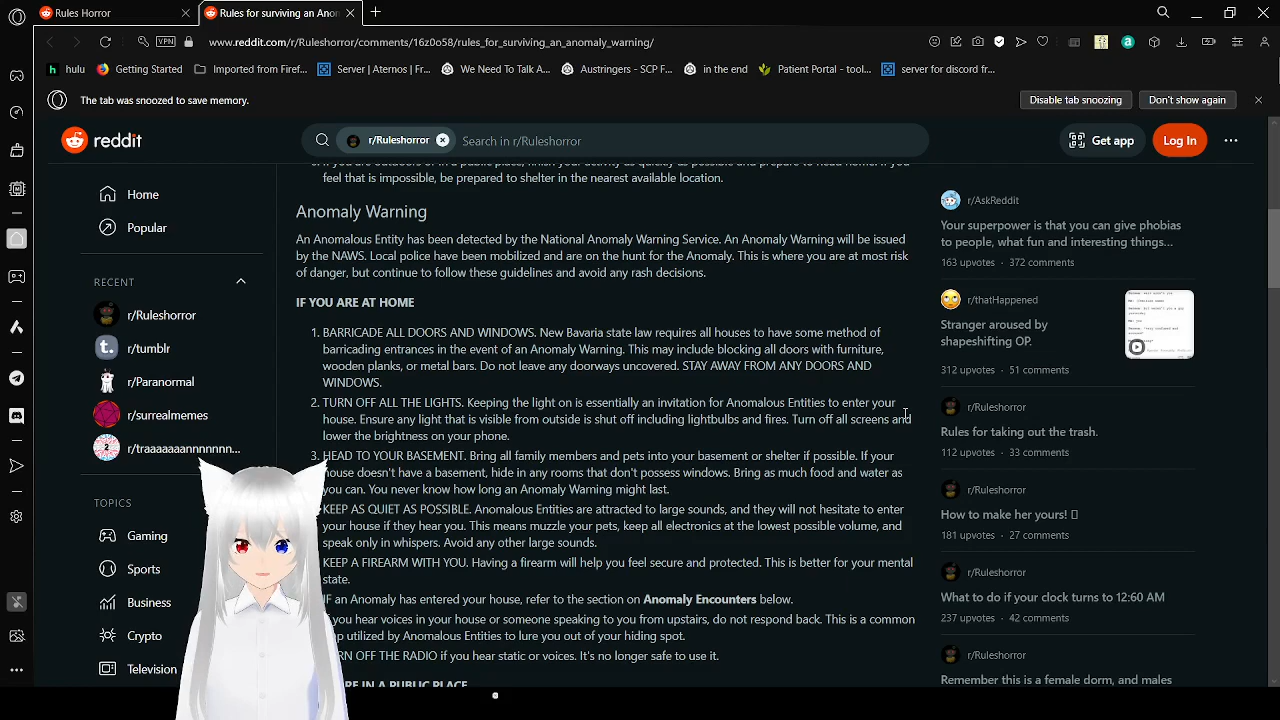 Rules Horror
Rules for surviving an Anon
www.reddit.com/r/Ruleshorror/comments/16z0o58/rules_for_surviving_an_anomaly_warning/
VPN
hulu
Getting Started
Imported from Firef...
Server | Aternos | Fr...
We Need To Talk A...
Austringers - SCP F...
in the end
Patient Portal - tool...
server for discord fr...
The tab was snoozed to save memory.
Disable tab snoozing
Don't show again
reddit
r/Ruleshorror
Search in r/Ruleshorror
Get app
Log In
Home
Popular
RECENT
r/Ruleshorror
r/tumblr
r/Paranormal
r/surrealmemes
r/traaaaaaannnnnnn...
TOPICS
Gaming
Sports
Business
Crypto
Television
feel that is impossible, be prepared to shelter in the nearest available location.
Anomaly Warning
An Anomalous Entity has been detected by the National Anomaly Warning Service. An Anomaly Warning will be issued
by the NAWS. Local police have been mobilized and are on the hunt for the Anomaly. This is where you are at most risk
of danger, but continue to follow these guidelines and avoid any rash decisions.
IF YOU ARE AT HOME
1. BARRICADE ALL DOORS AND WINDOWS. New Bavaria state law requires all houses to have some method of
barricading entrances in the event of an Anomaly Warning. This may include blocking all doors with furniture,
wooden planks, or metal bars. Do not leave any doorways uncovered. STAY AWAY FROM ANY DOORS AND
WINDOWS.
2. TURN OFF ALL THE LIGHTS. Keeping the light on is essentially an invitation for Anomalous Entities to enter your
house. Ensure any light that is visible from outside is shut off including lightbulbs and fires. Turn off all screens and
lower the brightness on your phone.
3. HEAD TO YOUR BASEMENT. Bring all family members and pets into your basement or shelter if possible. If your
house doesn't have a basement, hide in any rooms that don't possess windows. Bring as much food and water as
you can. You never know how long an Anomaly Warning might last.
KEEP AS QUIET AS POSSIBLE. Anomalous Entities are attracted to large sounds, and they will not hesitate to enter
your house if they hear you. This means muzzle your pets, keep all electronics at the lowest possible volume, and
speak only in whispers. Avoid any other large sounds.
KEEP A FIREARM WITH YOU. Having a firearm will help you feel secure and protected. This is better for your mental
state.
IF an Anomaly has entered your house, refer to the section on Anomaly Encounters below.
you hear voices in your house or someone speaking to you from upstairs, do not respond back. This is a common
utilized by Anomalous Entities to lure you out of your hiding spot.
RN OFF THE RADIO if you hear static or voices. It's no longer safe to use it.
RE IN A PUBLIC PLACE
r/AskReddit
Your superpower is that you can give phobias
to people, what fun and interesting things...
163 upvotes · 372 comments
r/thatHappened
Stranger aroused by
shapeshifting OP.
312 upvotes · 51 comments
r/Ruleshorror
Rules for taking out the trash.
112 upvotes · 33 comments
r/Ruleshorror
How to make her yours!
181 upvotes · 27 comments
r/Ruleshorror
What to do if your clock turns to 12:60 AM
237 upvotes · 42 comments
r/Ruleshorror
Remember this is a female dorm, and males